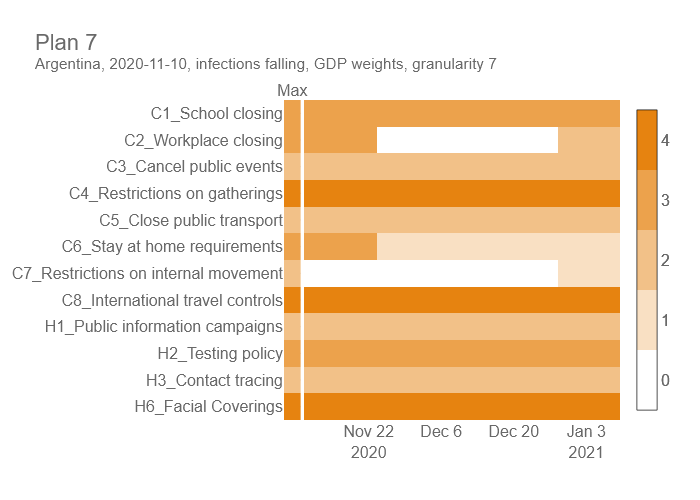 Plan 7
Argentina, 2020-11-10, infections falling, GDP weights, granularity 7
Max
C1_School closing
C2_Workplace closing
C3_Cancel public events
C4_Restrictions on gatherings
C5_Close public transport
C6_Stay at home requirements
C7_Restrictions on internal movement
C8_International travel controls
H1_Public information campaigns
H2_Testing policy
H3_Contact tracing
H6_Facial Coverings
Nov 22 Dec 6 Dec 20 Jan 3
2020 2021
4
3
2
1
0